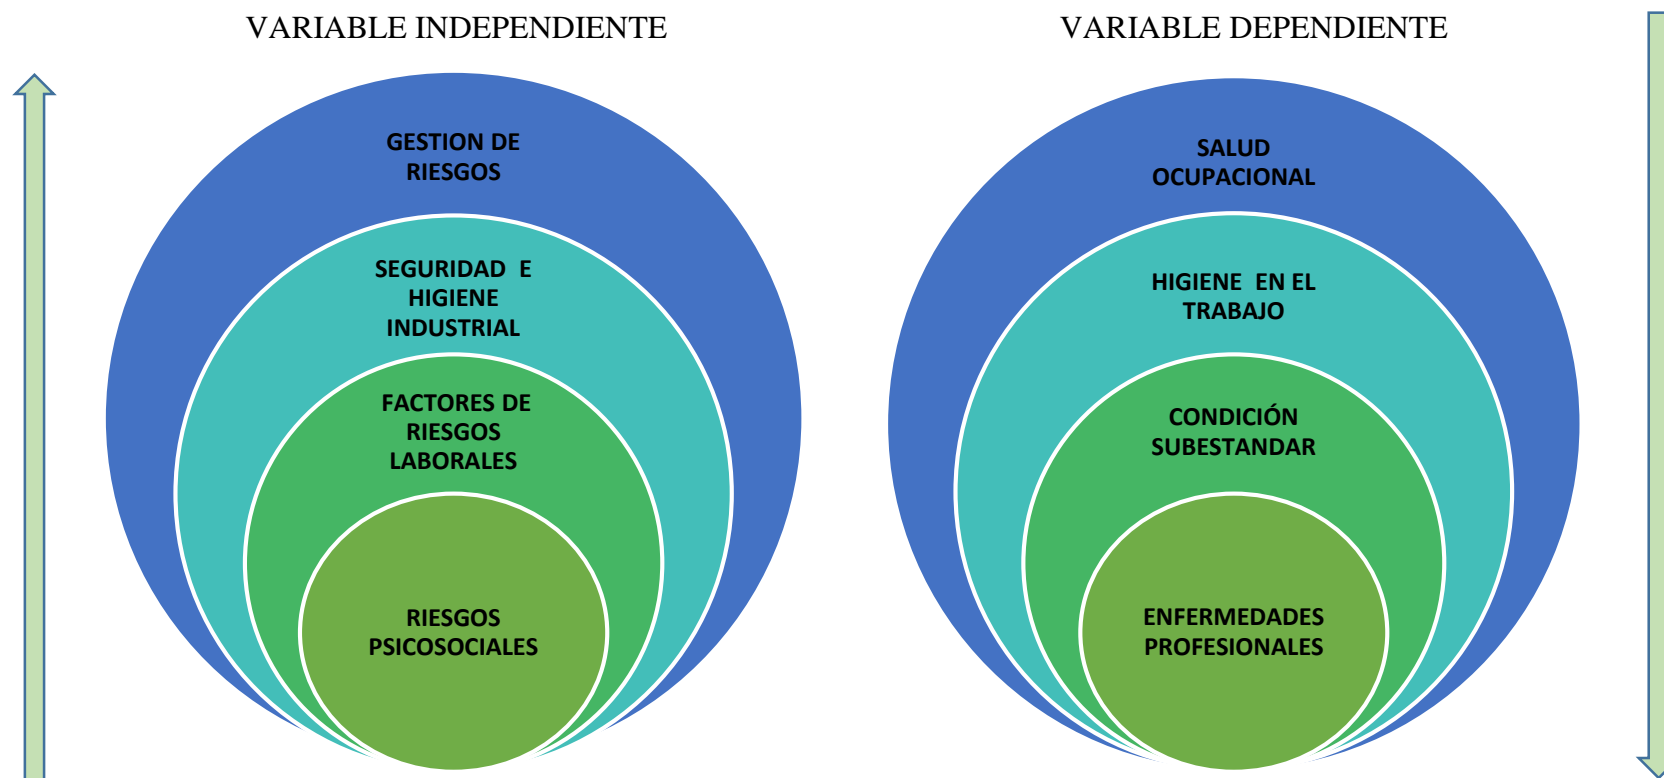 VARIABLE INDEPENDIENTE
GESTION DE
RIESGOS
SEGURIDAD  E
HIGIENE
INDUSTRIAL
FACTORES DE
RIESGOS
LABORALES
RIESGOS
PSICOSOCIALES
VARIABLE DEPENDIENTE
SALUD
OCUPACIONAL
HIGIENE  EN EL
TRABAJO
CONDICIÓN
SUBESTANDAR
ENFERMEDADES
PROFESIONALES